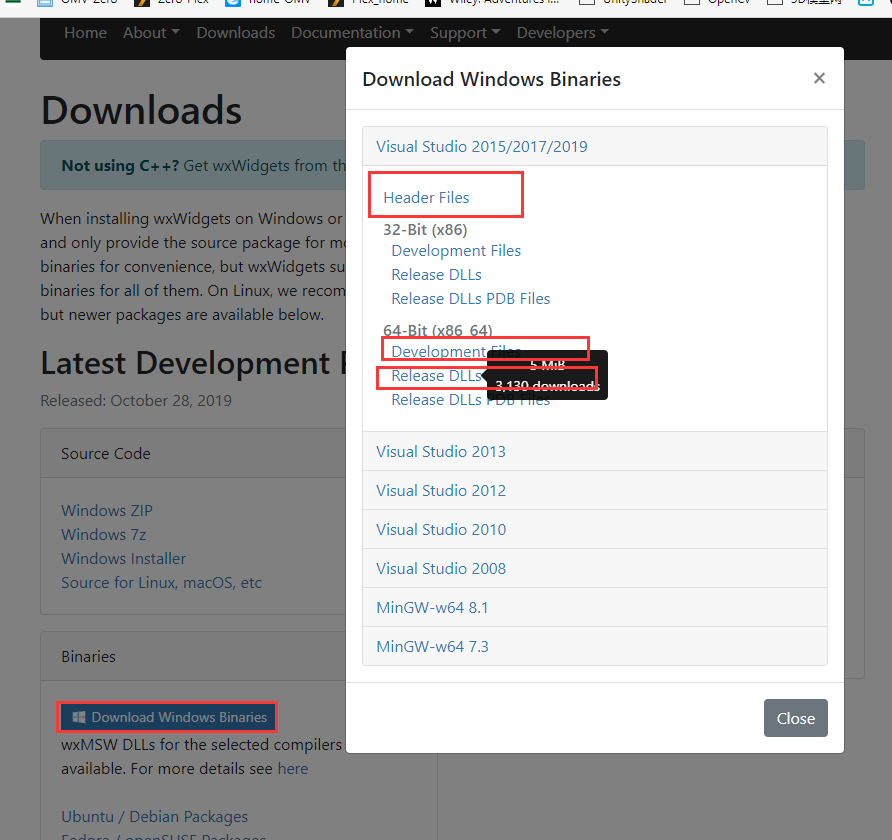 OMV-Zero Zero-Plex home-OMV Plex_home Wiley: Adventures i... UnityShader OpenCv
Home About Downloads Documentation Support Developers
Download Windows Binaries ×
Downloads
Visual Studio 2015/2017/2019
Not using C++? Get wxWidgets from th
Header Files
When installing wxWidgets on Windows or
32-Bit (x86)
and only provide the source package for mo
Development Files
binaries for convenience, but wxWidgets su
Release DLLs
binaries for all of them. On Linux, we recom
Release DLLs PDB Files
but newer packages are available below.
64-Bit (x86_64)
Development Files
5 MiB
Latest Development
Release DLLs
3,130 downloads
Released: October 28, 2019
Release DLLs PDB Files
Source Code
Visual Studio 2013
Visual Studio 2012
Windows ZIP
Windows 7z
Visual Studio 2010
Windows Installer
Visual Studio 2008
Source for Linux, macOS, etc
MinGW-w64 8.1
MinGW-w64 7.3
Binaries
Download Windows Binaries
Close
wxMSW DLLs for the selected compilers
available. For more details see here
Ubuntu / Debian Packages
Fedora / openSUSE Packages